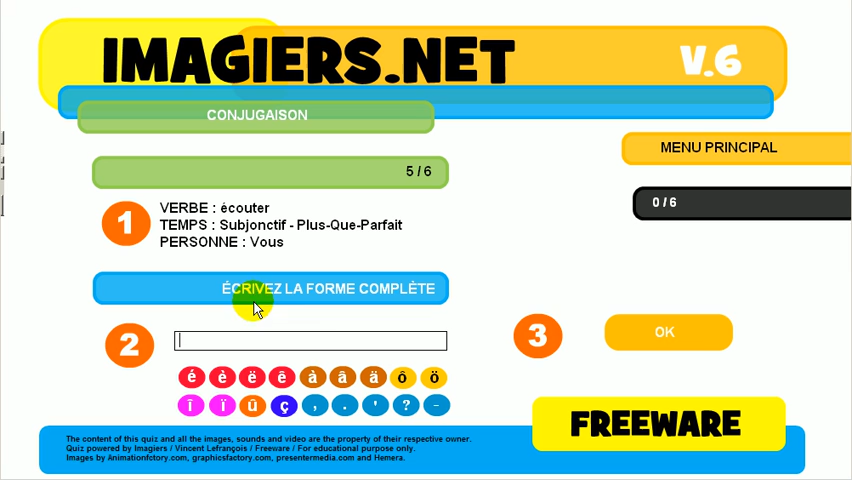 IMAGIERS.NET
V.6
CONJUGAISON
MENU PRINCIPAL
5 / 6
0 / 6
1
VERBE : écouter
TEMPS : Subjonctif - Plus-Que-Parfait
PERSONNE : Vous
ÉCRIVEZ LA FORME COMPLÈTE
2
3
OK
é è ë ê à â ä ô ö
î ï û ç , . ' ? -
FREEWARE
The content of this quiz and all the images, sounds and video are the property of their respective owner.
Quiz powered by Imagiers / Vincent Lefrançois / Freeware / For educational purpose only.
Images by Animationfctory.com, graphicsfactory.com, presentermedia.com and Hemera.